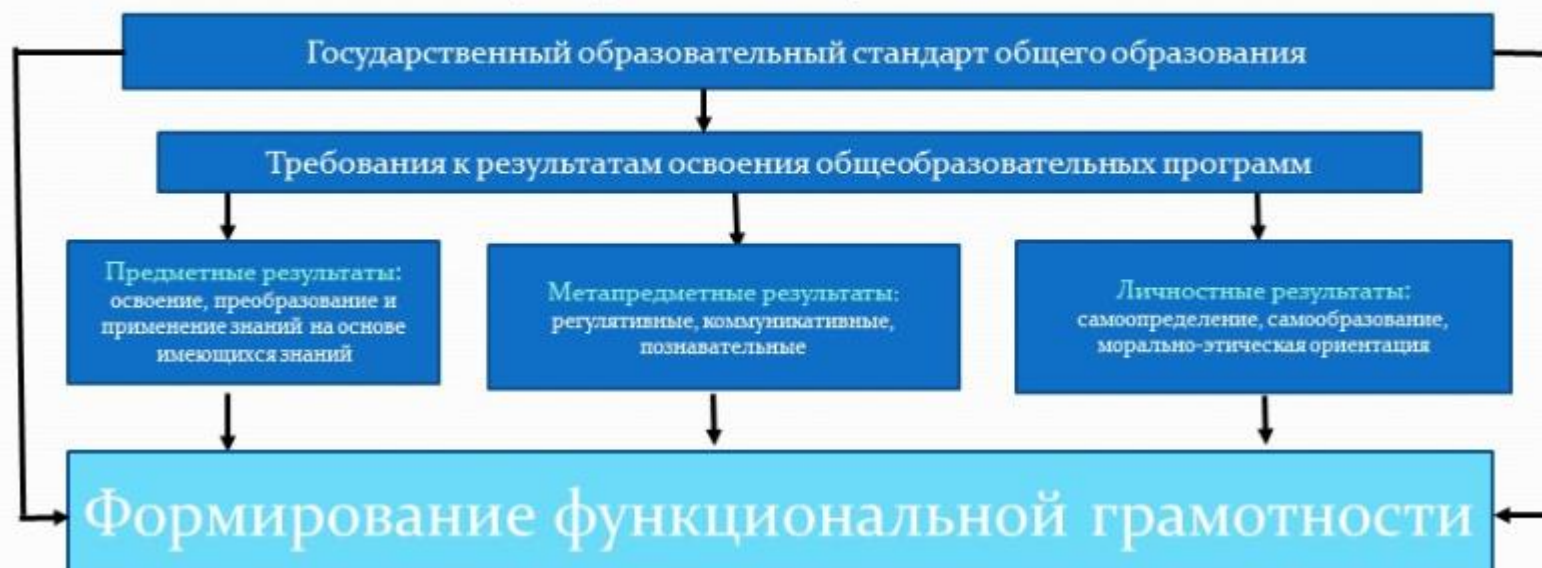 Государственный образовательный стандарт общего образования
Требования к результатам освоения общеобразовательных программ
Предметные результаты:
освоение, преобразование и
применение знаний на основе
имеющихся знаний
Метапредметные результаты:
регулятивные, коммуникативные,
познавательные
Личностные результаты:
самоопределение, самообразование,
морально-этическая ориентация
Формирование функциональной грамотности